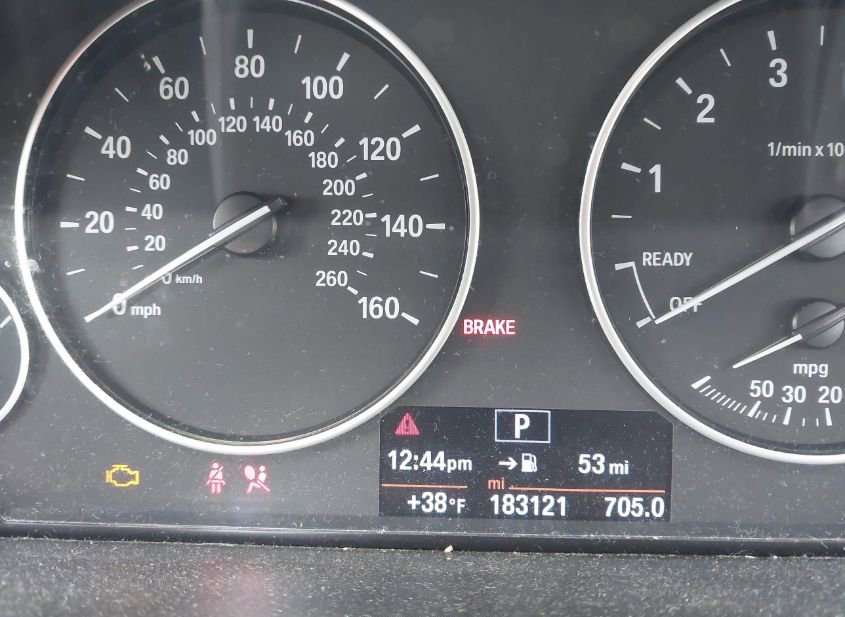 80
60
100
120 140
100
160
40
80
120
180
60
200
20
40
220
140
20
240
0 km/h
260
0 mph
160
BRAKE
3
2
1/min x 10
1
READY
OFF
mpg
50 30 20
P
12:44pm → 53 mi
mi
+38°F 183121 705.0